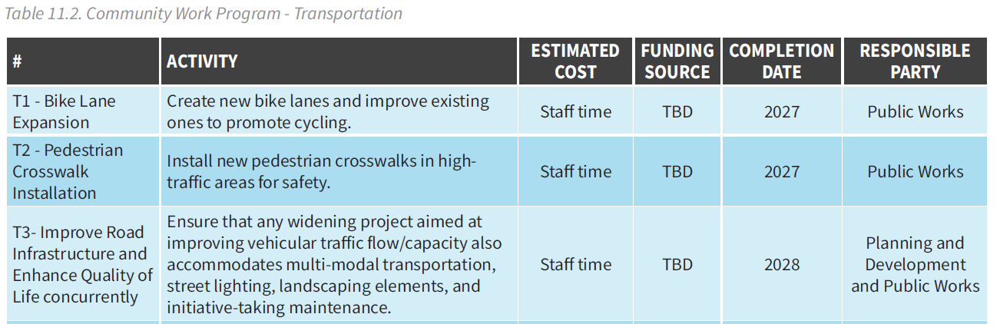 Table 11.2. Community Work Program - Transportation
#
ACTIVITY
ESTIMATED
COST
FUNDING
SOURCE
COMPLETION
DATE
RESPONSIBLE
PARTY
T1 - Bike Lane
Expansion
Create new bike lanes and improve existing
ones to promote cycling.
Staff time
TBD
2027
Public Works
T2 - Pedestrian
Crosswalk
Installation
Install new pedestrian crosswalks in high-
traffic areas for safety.
Staff time
TBD
2027
Public Works
T3- Improve Road
Infrastructure and
Enhance Quality of
Life concurrently
Ensure that any widening project aimed at
improving vehicular traffic flow/capacity also
accommodates multi-modal transportation,
street lighting, landscaping elements, and
initiative-taking maintenance.
Staff time
TBD
2028
Planning and
Development
and Public Works